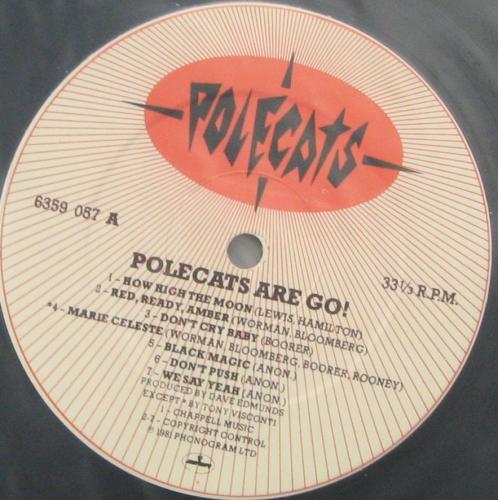 POLECATS
6359 057 A
33⅓ R.P.M.
POLECATS ARE GO!
1 - HOW HIGH THE MOON (LEWIS, HAMILTON)
2 - RED, READY, AMBER (WORMAN, BLOOMBERG)
3 - DON'T CRY BABY (BOORER)
*4 - MARIE CELESTE (WORMAN, BLOOMBERG, BOORER, ROONEY)
5 - BLACK MAGIC (ANON.)
6 - DON'T PUSH (ANON.)
7 - WE SAY YEAH (ANON.)
PRODUCED BY DAVE EDMUNDS
EXCEPT * BY TONY VISCONTI
1 - CHAPPELL MUSIC
2-7 - COPYRIGHT CONTROL
℗ 1981 PHONOGRAM LTD